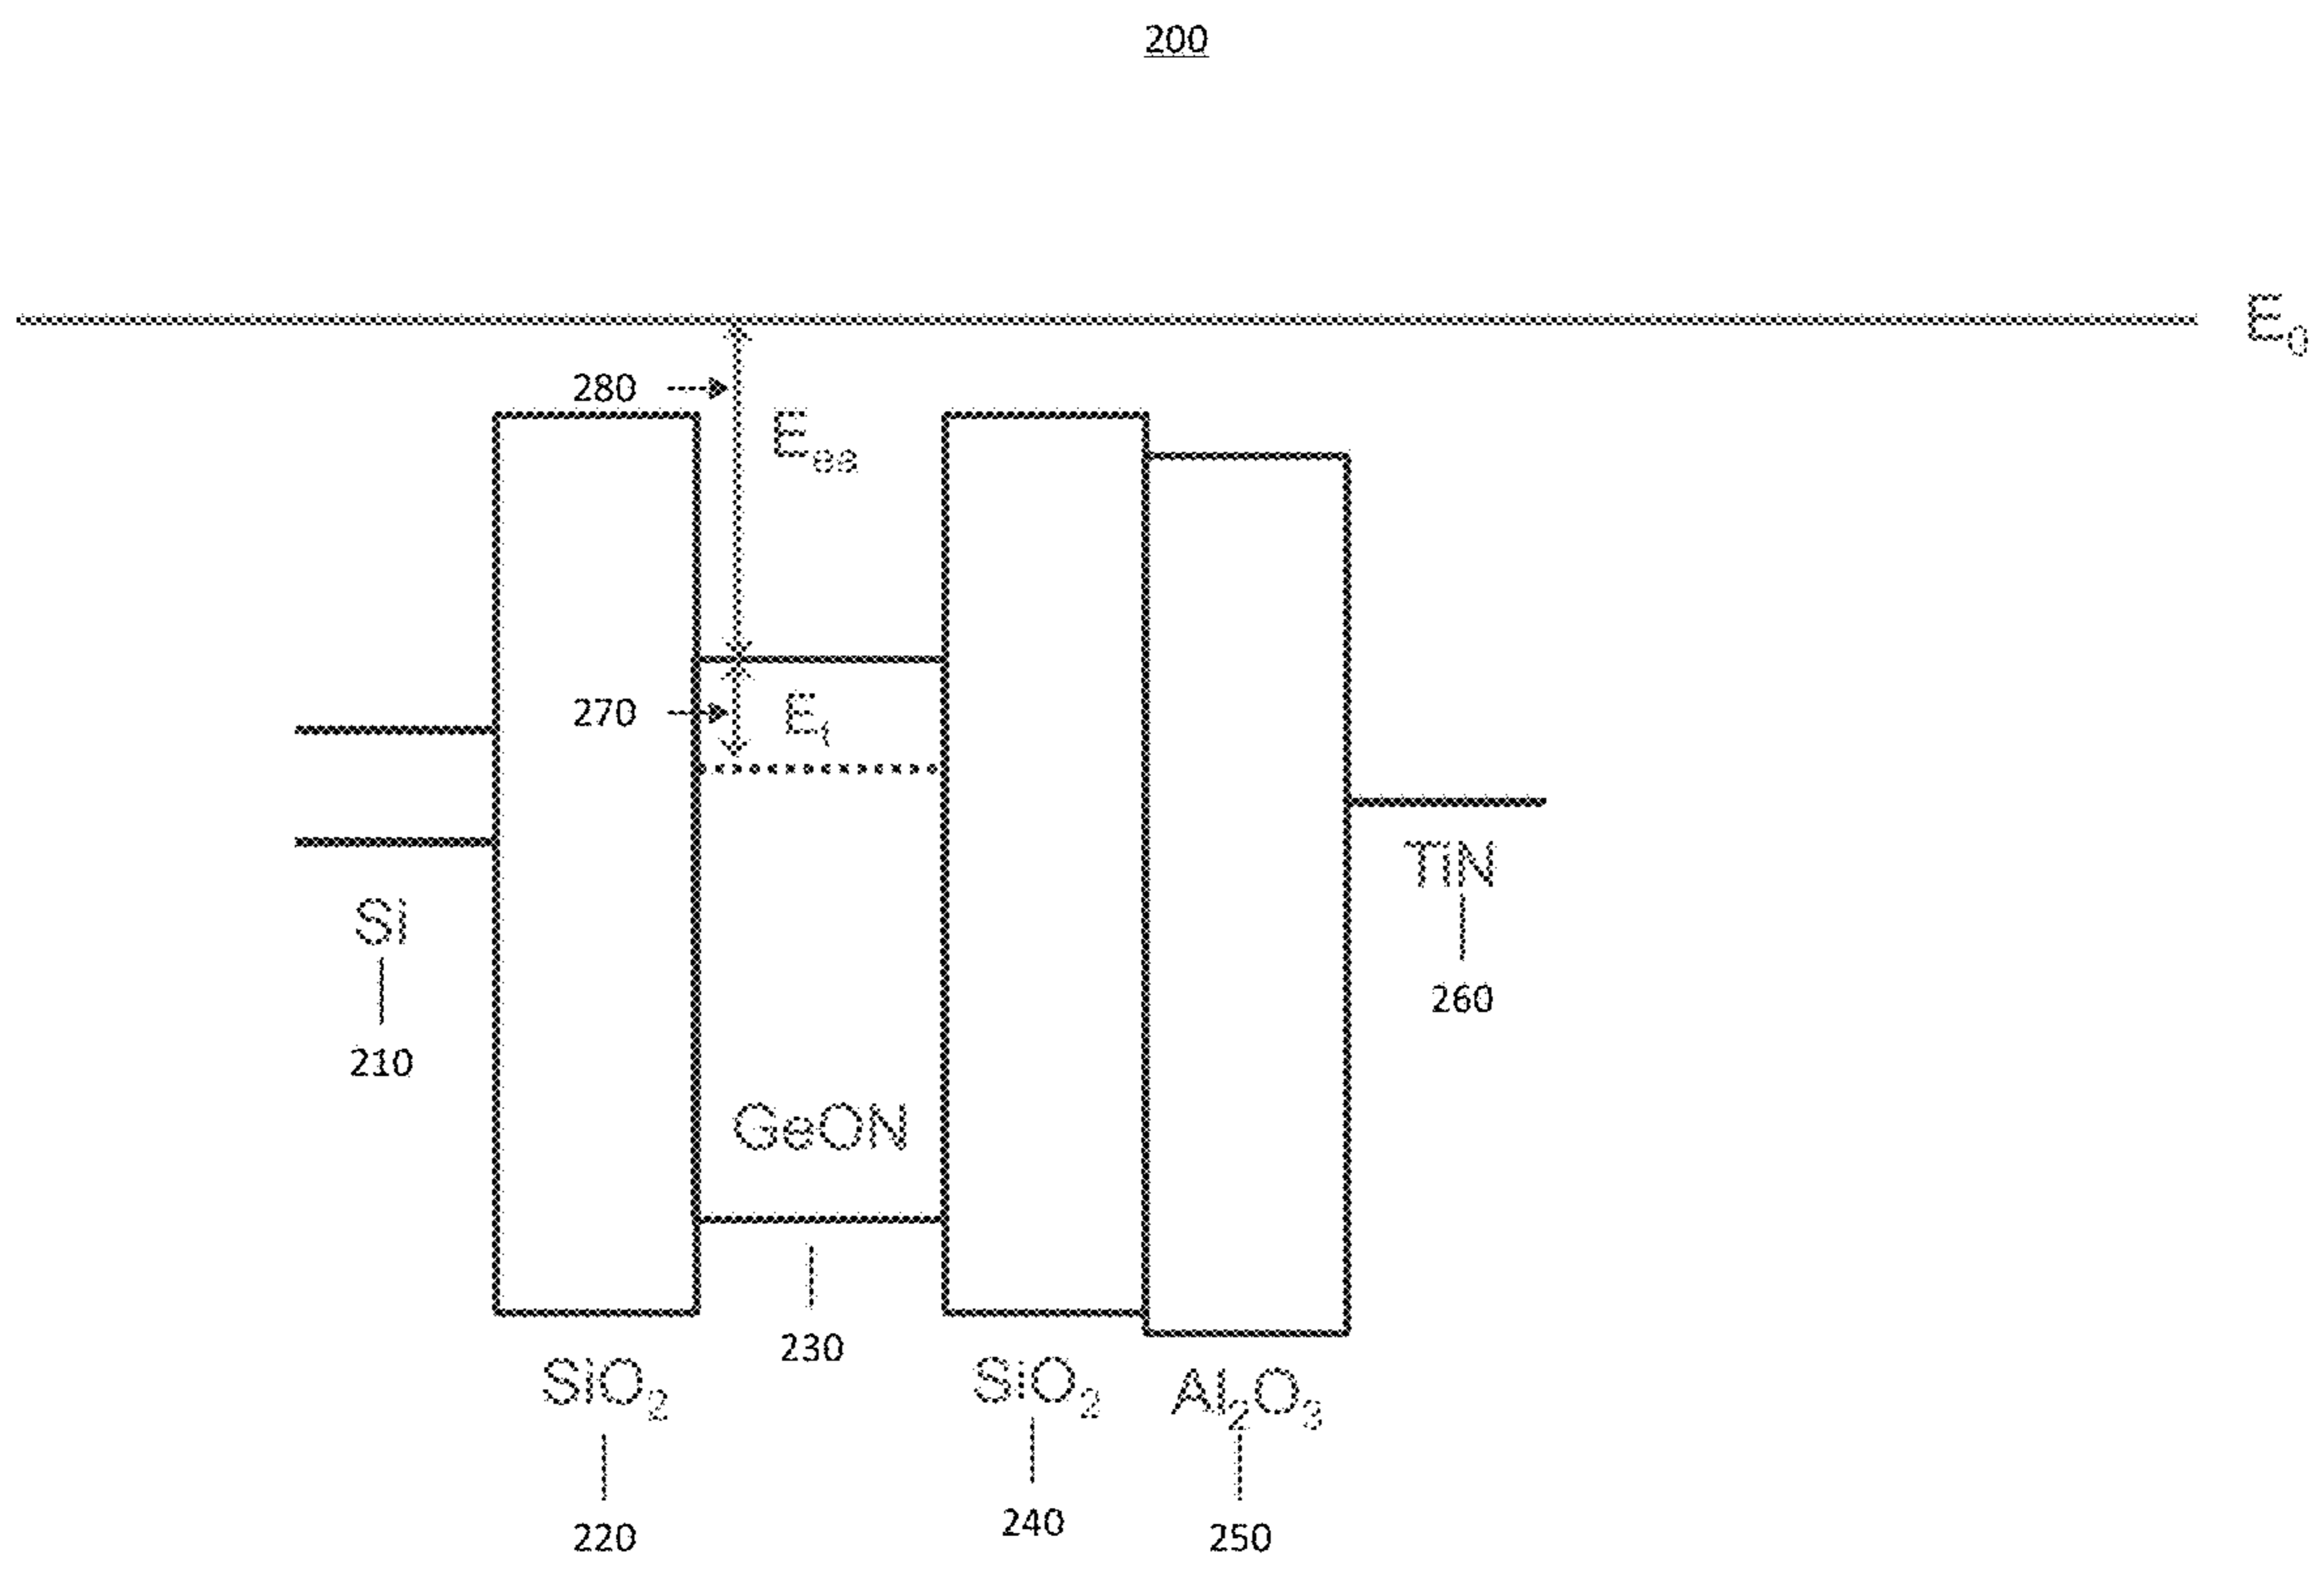 200
E₀
280
Eea
270
Et
TiN
Si
260
210
GeON
230
SiO₂
SiO₂
Al₂O₃
240
220
250